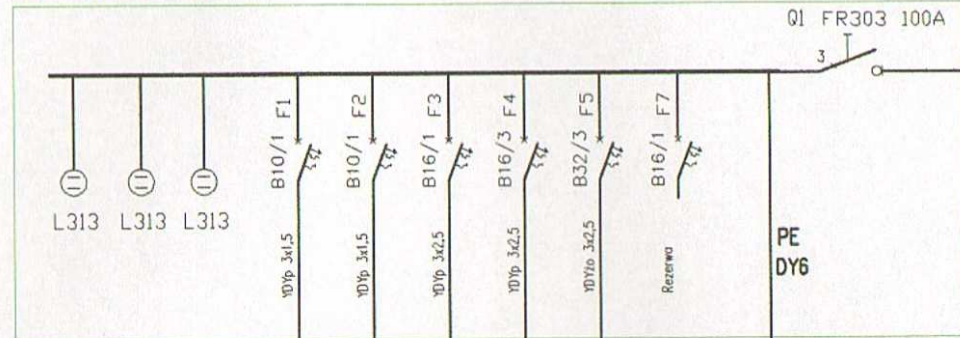 Q1 FR303 100A
3
L313
L313
L313
B10/1 F1
B10/1 F2
B16/1 F3
B16/3 F4
B32/3 F5
B16/1 F7
YDYp 3x1,5
YDYp 3x1,5
YDYp 3x2,5
YDYp 3x2,5
YDYżo 3x2,5
Rezerwa
PE
DY6